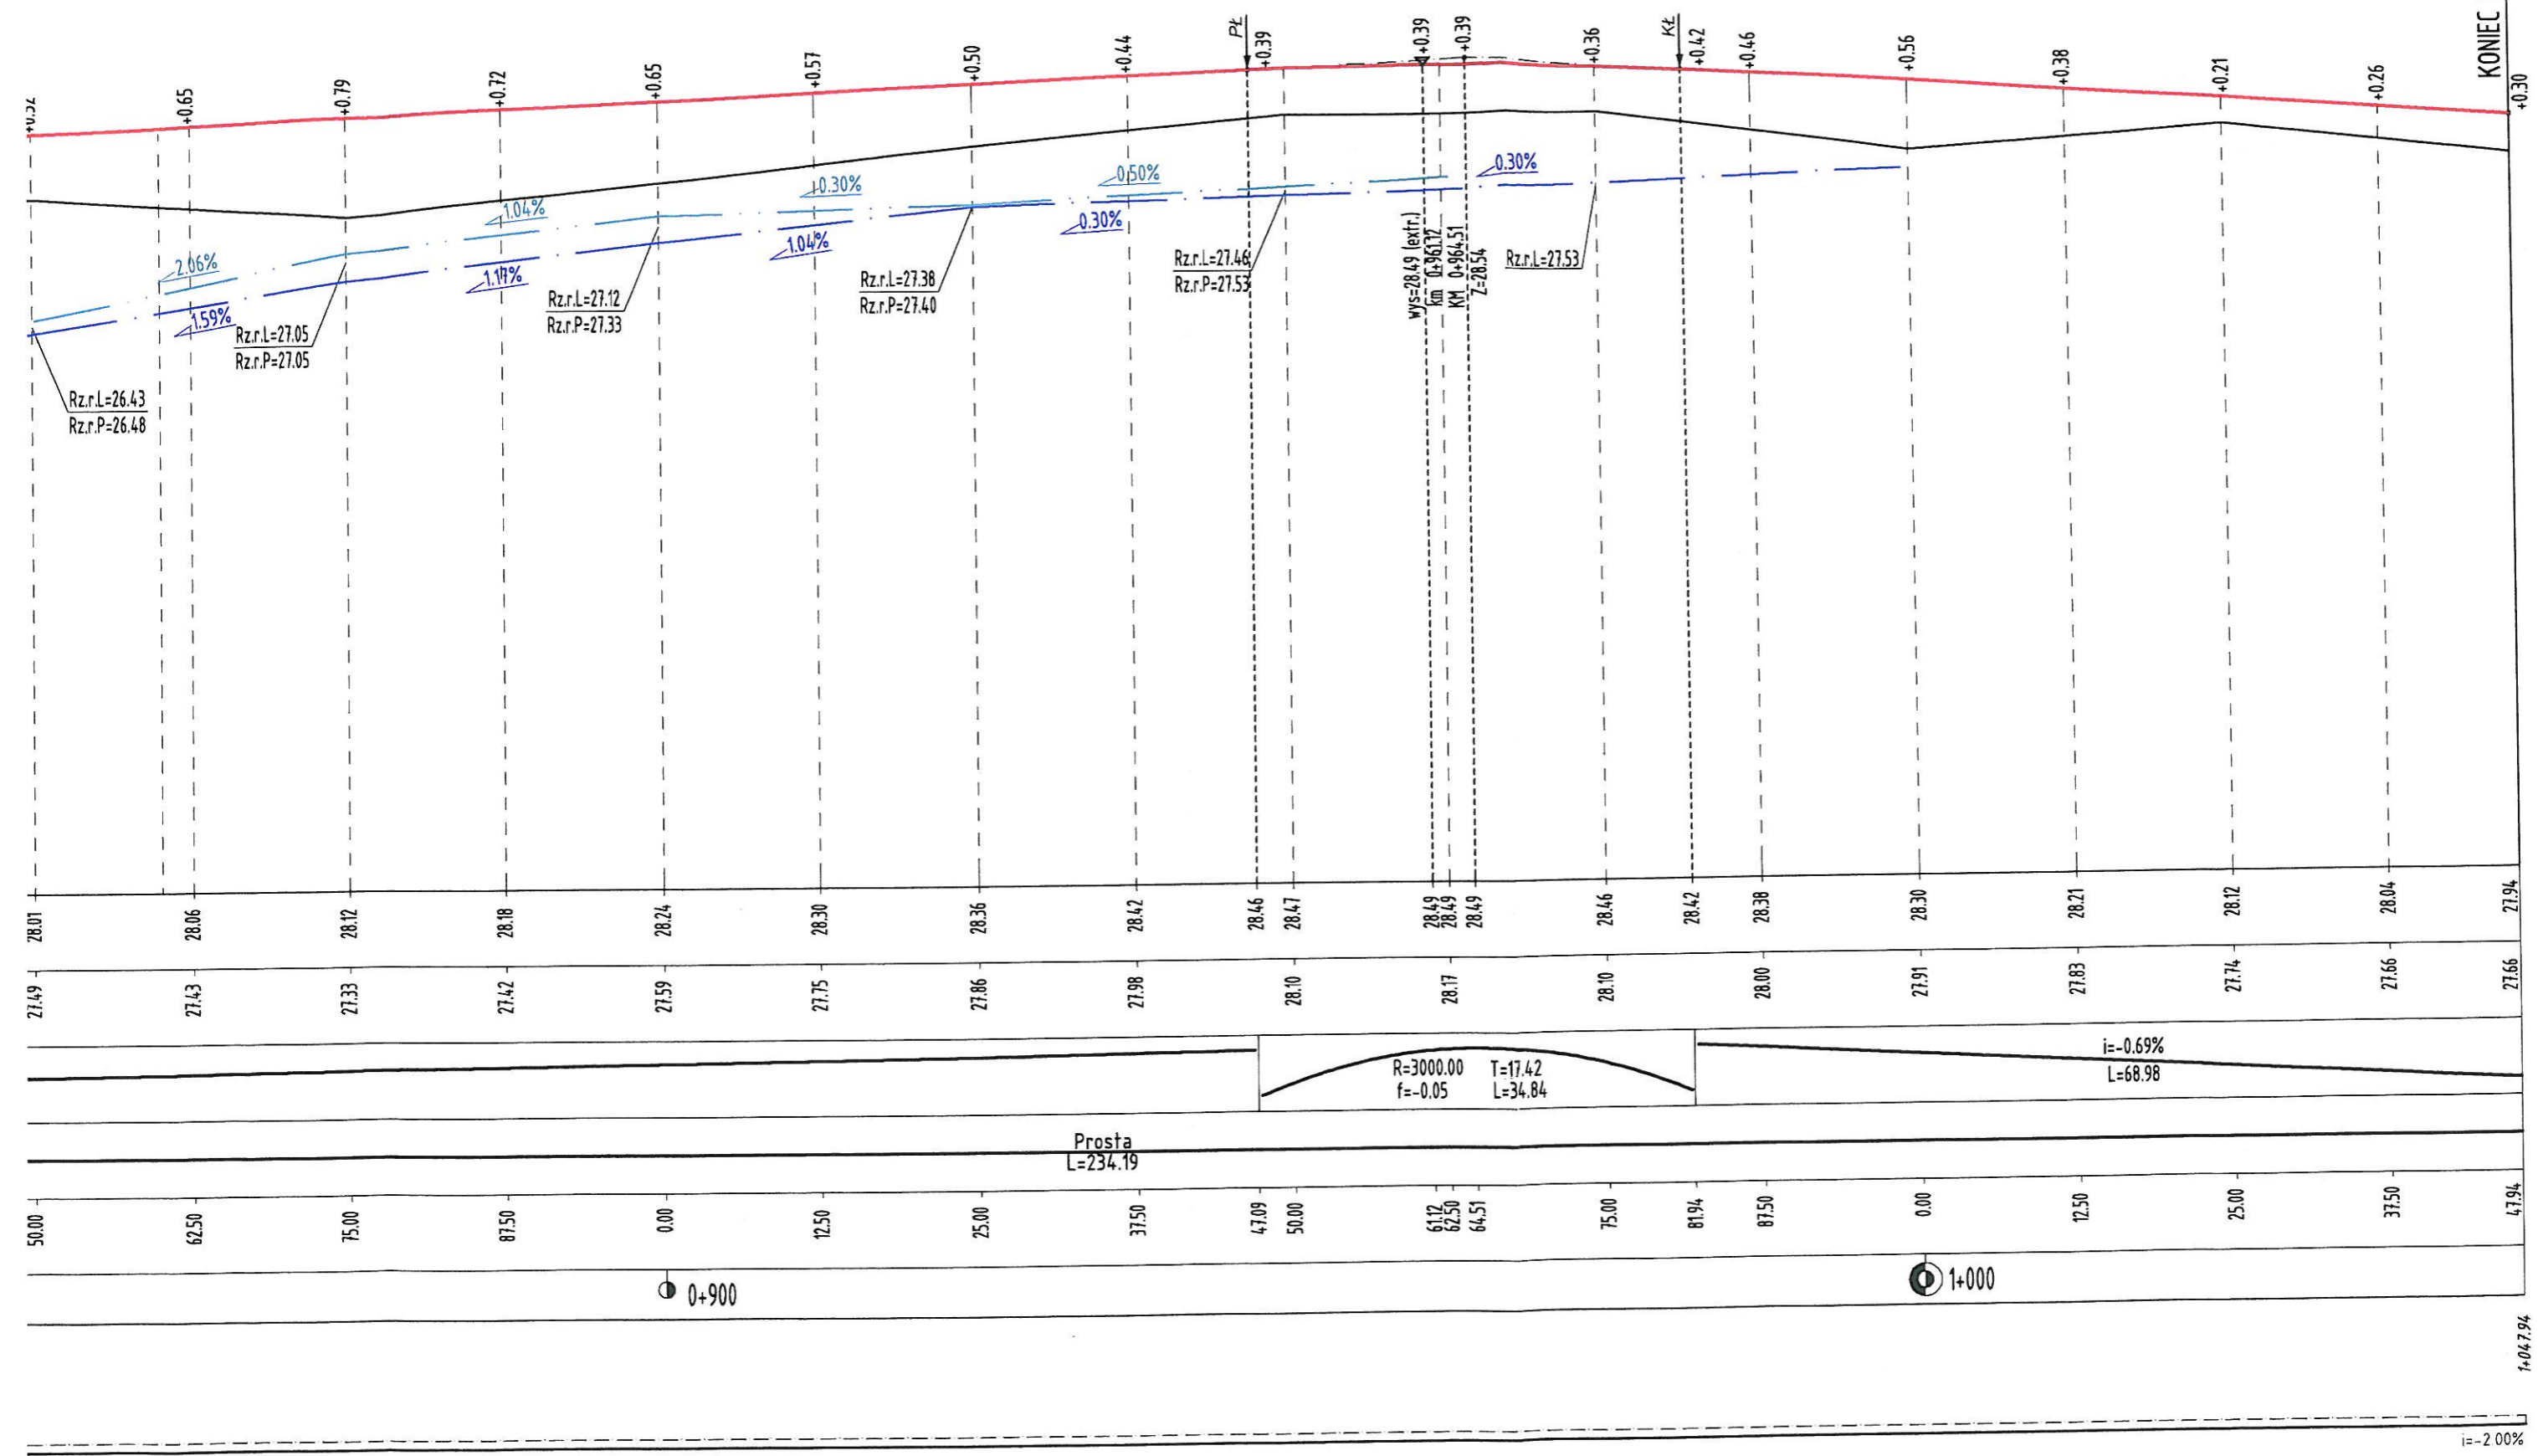 KONIEC
PŁ
KŁ
+0.65
+0.79
+0.72
+0.65
+0.57
+0.50
+0.44
+0.39
+0.39
+0.39
+0.36
+0.42
+0.46
+0.56
+0.38
+0.21
+0.26
+0.30
2.06%
1.04%
0.30%
0.50%
0.30%
1.59%
1.17%
1.04%
0.30%
Rz.r.L=26.43
Rz.r.P=26.48
Rz.r.L=27.05
Rz.r.P=27.05
Rz.r.L=27.12
Rz.r.P=27.33
Rz.r.L=27.38
Rz.r.P=27.40
Rz.r.L=27.46
Rz.r.P=27.53
wys=28.49 (extr.)
km 0+961.12
KM 0+964.51
Z=28.54
Rz.r.L=27.53
28.01 28.06 28.12 28.18 28.24 28.30 28.36 28.42 28.46 28.47 28.49 28.49 28.49 28.46 28.42 28.38 28.30 28.21 28.12 28.04 27.94
27.49 27.43 27.33 27.42 27.59 27.75 27.86 27.98 28.10 28.17 28.10 28.00 27.91 27.83 27.74 27.66 27.66
R=3000.00 T=17.42
f=-0.05 L=34.84
i=-0.69%
L=68.98
Prosta
L=234.19
50.00 62.50 75.00 87.50 0.00 12.50 25.00 37.50 47.09 50.00 61.12 62.50 64.51 75.00 81.94 87.50 0.00 12.50 25.00 37.50 47.94
0+900
1+000
1+047.94
i=-2.00%